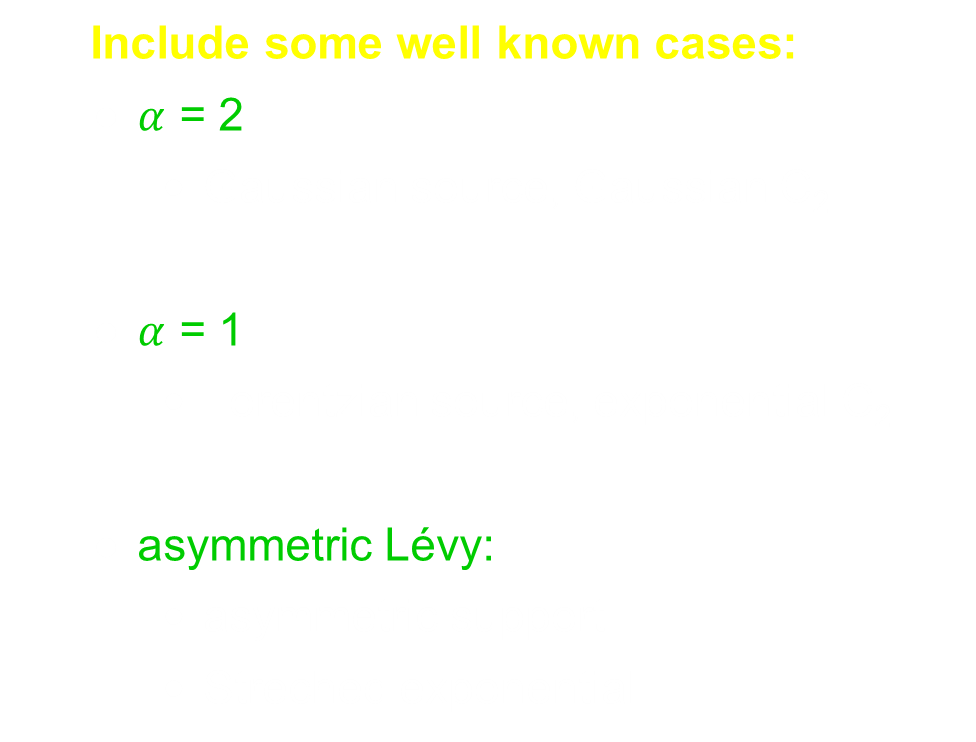 Include some well known cases:
𝛼 = 2
𝛼 = 1
asymmetric Lévy: